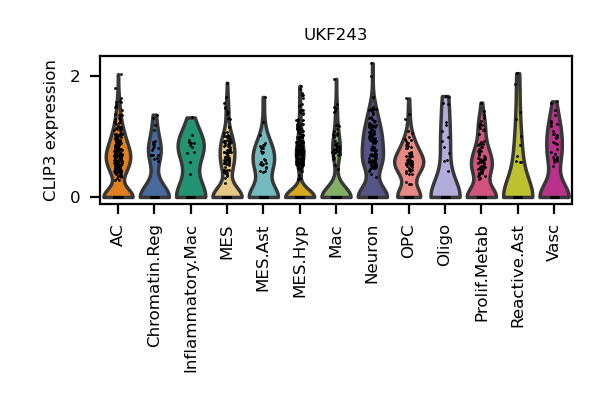 UKF243
CLIP3 expression
2
0
AC
Chromatin.Reg
Inflammatory.Mac
MES
MES.Ast
MES.Hyp
Mac
Neuron
OPC
Oligo
Prolif.Metab
Reactive.Ast
Vasc